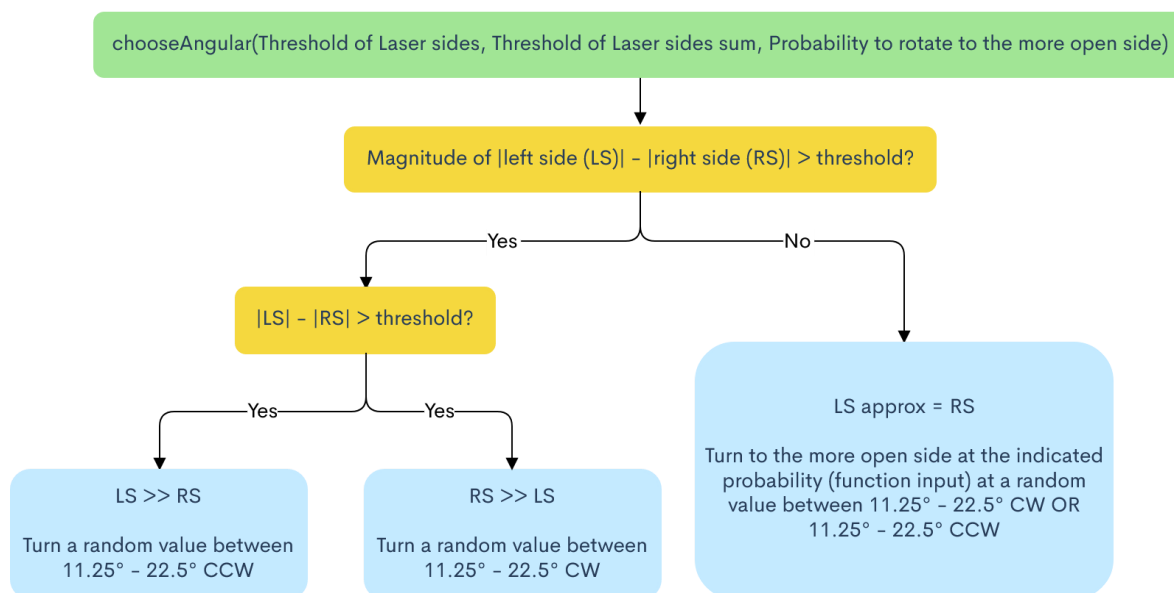 chooseAngular(Threshold of Laser sides, Threshold of Laser sides sum, Probability to rotate to the more open side)
Magnitude of |left side (LS)| - |right side (RS)| > threshold?
Yes
No
|LS| - |RS| > threshold?
Yes
Yes
LS >> RS
Turn a random value between
11.25° - 22.5° CCW
RS >> LS
Turn a random value between
11.25° - 22.5° CW
LS approx = RS
Turn to the more open side at the indicated
probability (function input) at a random
value between 11.25° - 22.5° CW OR
11.25° - 22.5° CCW